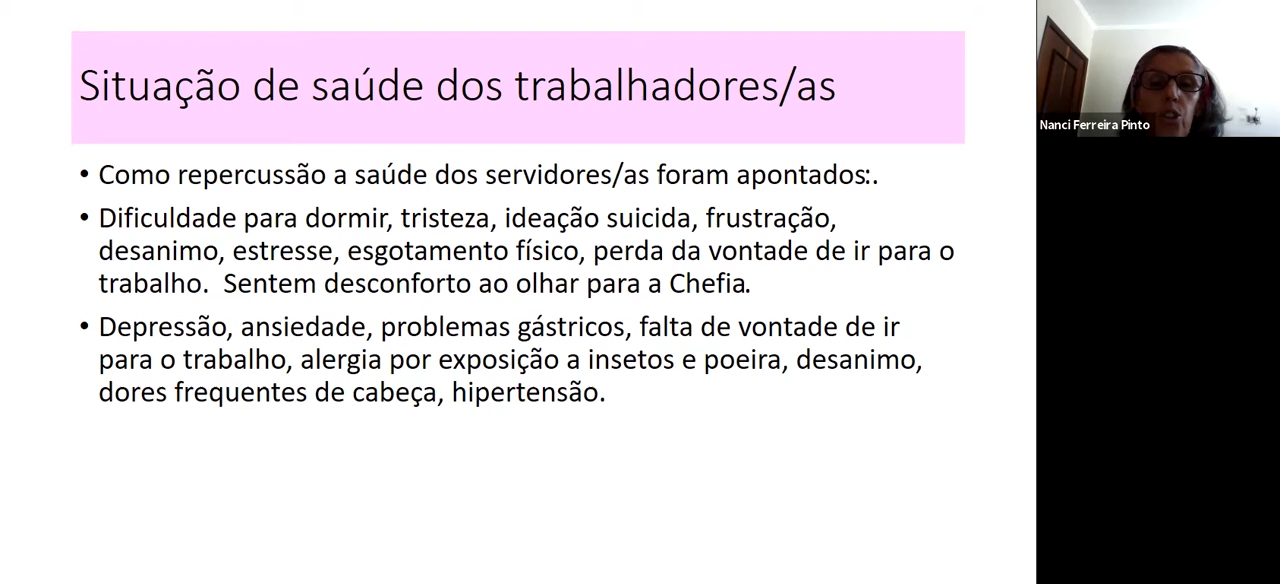 Situação de saúde dos trabalhadores/as
• Como repercussão a saúde dos servidores/as foram apontados:.
• Dificuldade para dormir, tristeza, ideação suicida, frustração,
desanimo, estresse, esgotamento físico, perda da vontade de ir para o
trabalho.  Sentem desconforto ao olhar para a Chefia.
• Depressão, ansiedade, problemas gástricos, falta de vontade de ir
para o trabalho, alergia por exposição a insetos e poeira, desanimo,
dores frequentes de cabeça, hipertensão.
Nanci Ferreira Pinto